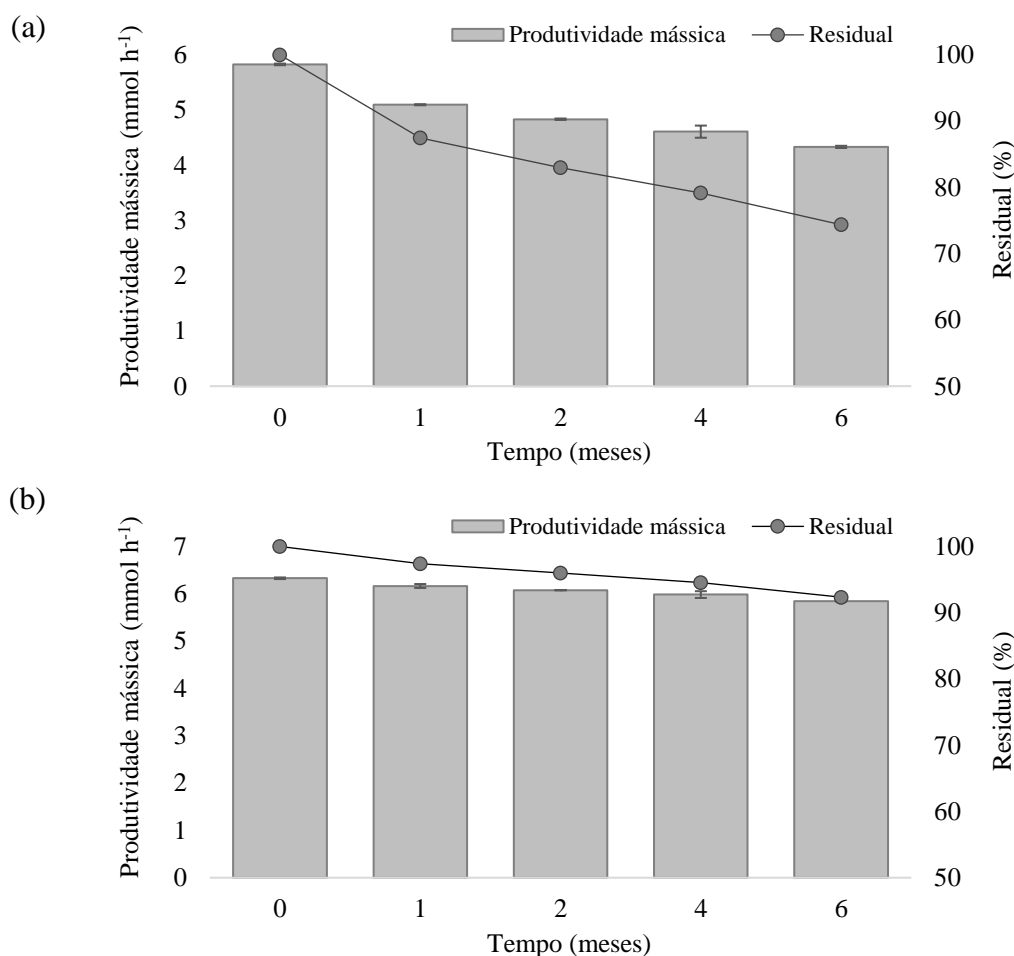 (a)
Produtividade mássica
Residual
Produtividade mássica (mmol h-1)
6
5
4
3
2
1
0
100
90
80
70
60
50
Residual (%)
0 1 2 4 6
Tempo (meses)
(b)
Produtividade mássica
Residual
Produtividade mássica (mmol h-1)
7
6
5
4
3
2
1
0
100
90
80
70
60
50
Residual (%)
0 1 2 4 6
Tempo (meses)